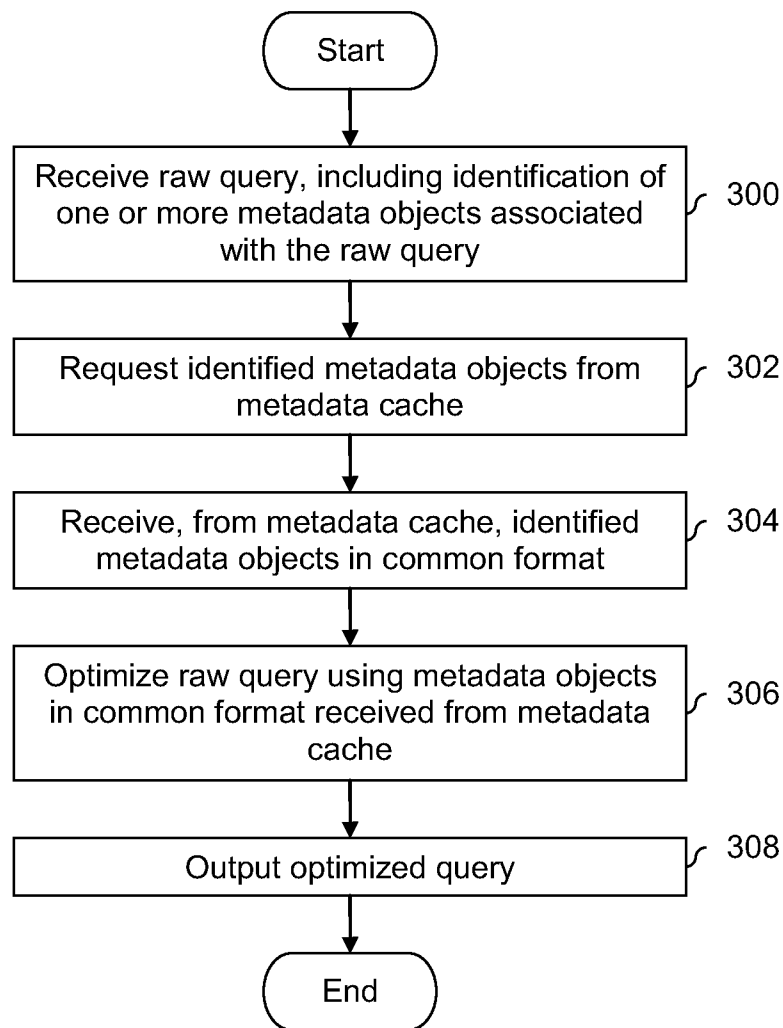 Start
Receive raw query, including identification of
one or more metadata objects associated
with the raw query
300
Request identified metadata objects from
metadata cache
302
Receive, from metadata cache, identified
metadata objects in common format
304
Optimize raw query using metadata objects
in common format received from metadata
cache
306
Output optimized query
308
End